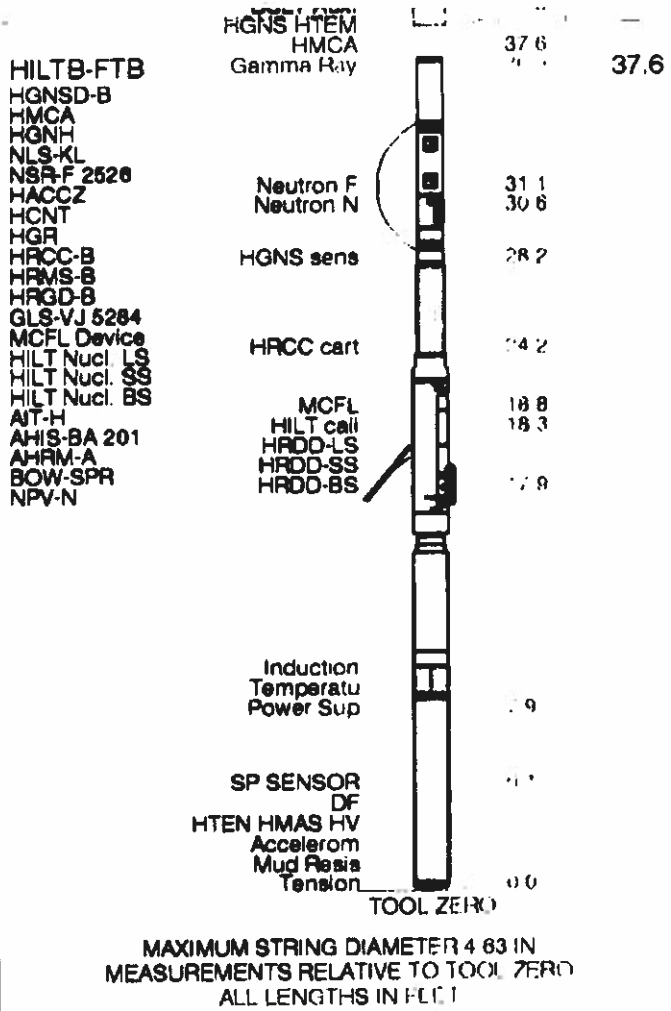 HGNS HTEM
HMCA 37.6
Gamma Ray
HILTB-FTB 37.6
HGNSD-B
HMCA
HGNH
NLS-KL
NSR-F 2526
HACCZ
HCNT
HGR
HRCC-B
HRMS-B
HRGD-B
GLS-VJ 5284
MCFL Device
HILT Nucl. LS
HILT Nucl. SS
HILT Nucl. BS
AIT-H
AHIS-BA 201
AHRM-A
BOW-SPR
NPV-N
Neutron F 31.1
Neutron N 30.6
HGNS sens 28.2
HRCC cart
MCFL 18.8
HILT cali 18.3
HRDD-LS
HRDD-SS
HRDD-BS
Induction
Temperatu
Power Sup
SP SENSOR
DF
HTEN HMAS HV
Accelerom
Mud Resis
Tension 0.0
TOOL ZERO
MAXIMUM STRING DIAMETER 4.63 IN
MEASUREMENTS RELATIVE TO TOOL ZERO
ALL LENGTHS IN FEET